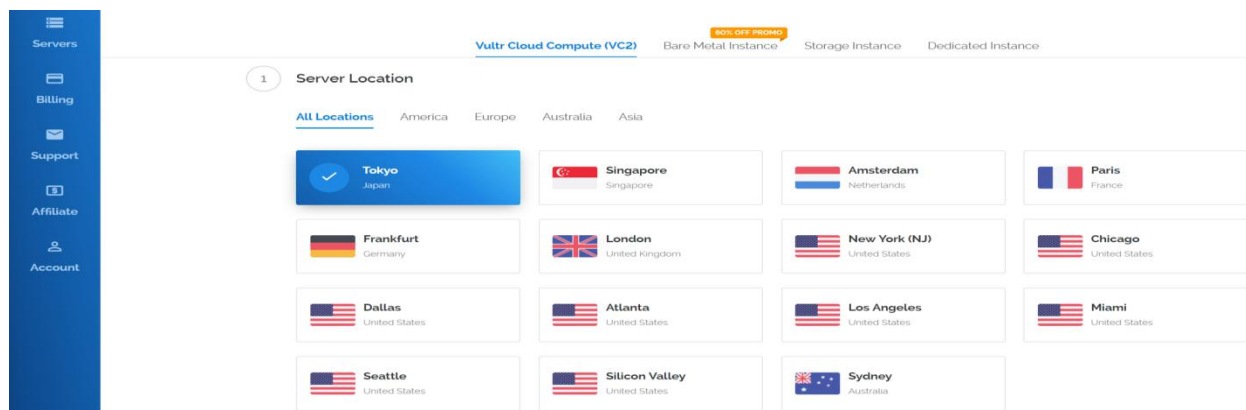 Servers
Billing
Support
Affiliate
Account
60% OFF PROMO
Vultr Cloud Compute (VC2) Bare Metal Instance Storage Instance Dedicated Instance
1 Server Location
All Locations America Europe Australia Asia
Tokyo
Japan
Singapore
Singapore
Amsterdam
Netherlands
Paris
France
Frankfurt
Germany
London
United Kingdom
New York (NJ)
United States
Chicago
United States
Dallas
United States
Atlanta
United States
Los Angeles
United States
Miami
United States
Seattle
United States
Silicon Valley
United States
Sydney
Australia